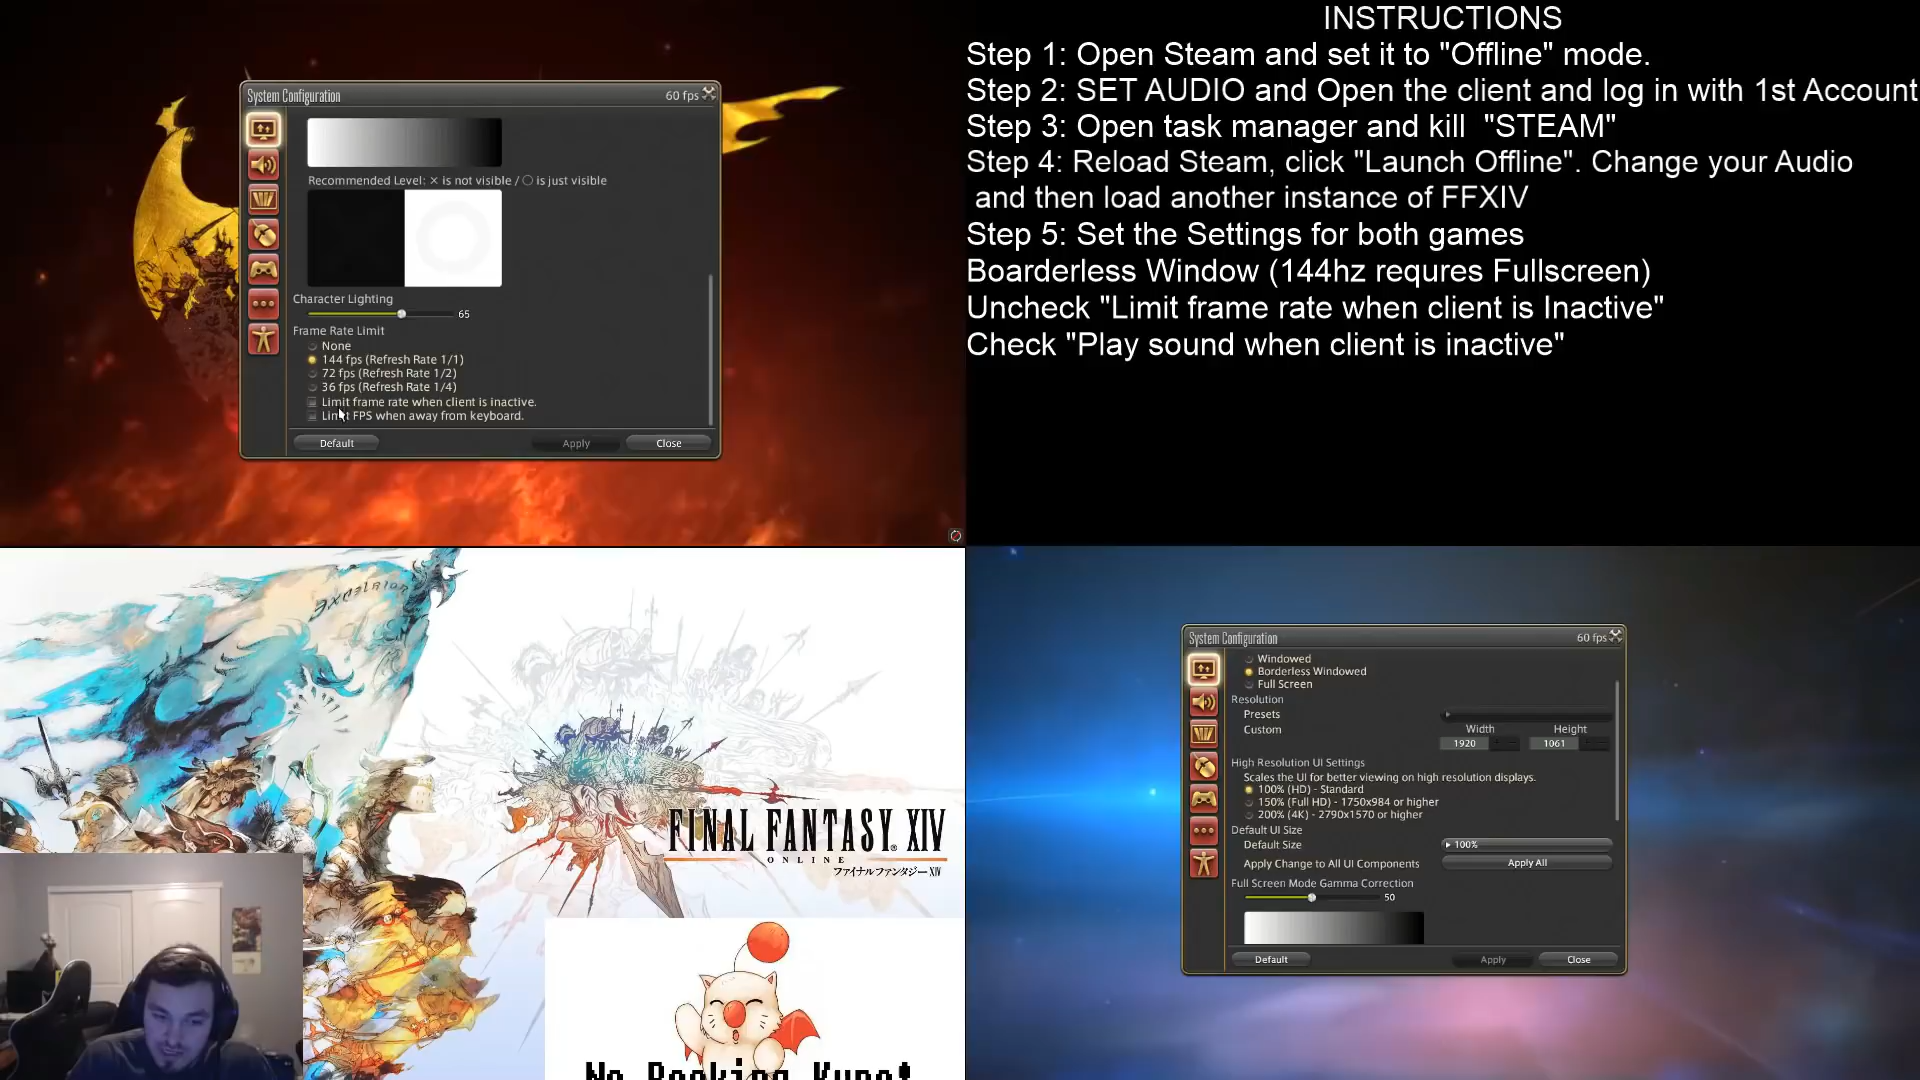 System Configuration
60 fps
Recommended Level: × is not visible / ○ is just visible
Character Lighting
65
Frame Rate Limit
None
144 fps (Refresh Rate 1/1)
72 fps (Refresh Rate 1/2)
36 fps (Refresh Rate 1/4)
Limit frame rate when client is inactive.
Limit FPS when away from keyboard.
Default
Apply
Close
INSTRUCTIONS
Step 1: Open Steam and set it to "Offline" mode.
Step 2: SET AUDIO and Open the client and log in with 1st Account
Step 3: Open task manager and kill "STEAM"
Step 4: Reload Steam, click "Launch Offline". Change your Audio
and then load another instance of FFXIV
Step 5: Set the Settings for both games
Boarderless Window (144hz requres Fullscreen)
Uncheck "Limit frame rate when client is Inactive"
Check "Play sound when client is inactive"
EXCELSIOR
FINAL FANTASY® XIV
ONLINE
ファイナルファンタジー XIV
System Configuration
60 fps
Windowed
Borderless Windowed
Full Screen
Resolution
Presets
Width
Height
Custom
1920
1061
High Resolution UI Settings
Scales the UI for better viewing on high resolution displays.
100% (HD) - Standard
150% (Full HD) - 1750x984 or higher
200% (4K) - 2790x1570 or higher
Default UI Size
Default Size
100%
Apply Change to All UI Components
Apply All
Full Screen Mode Gamma Correction
50
Default
Apply
Close